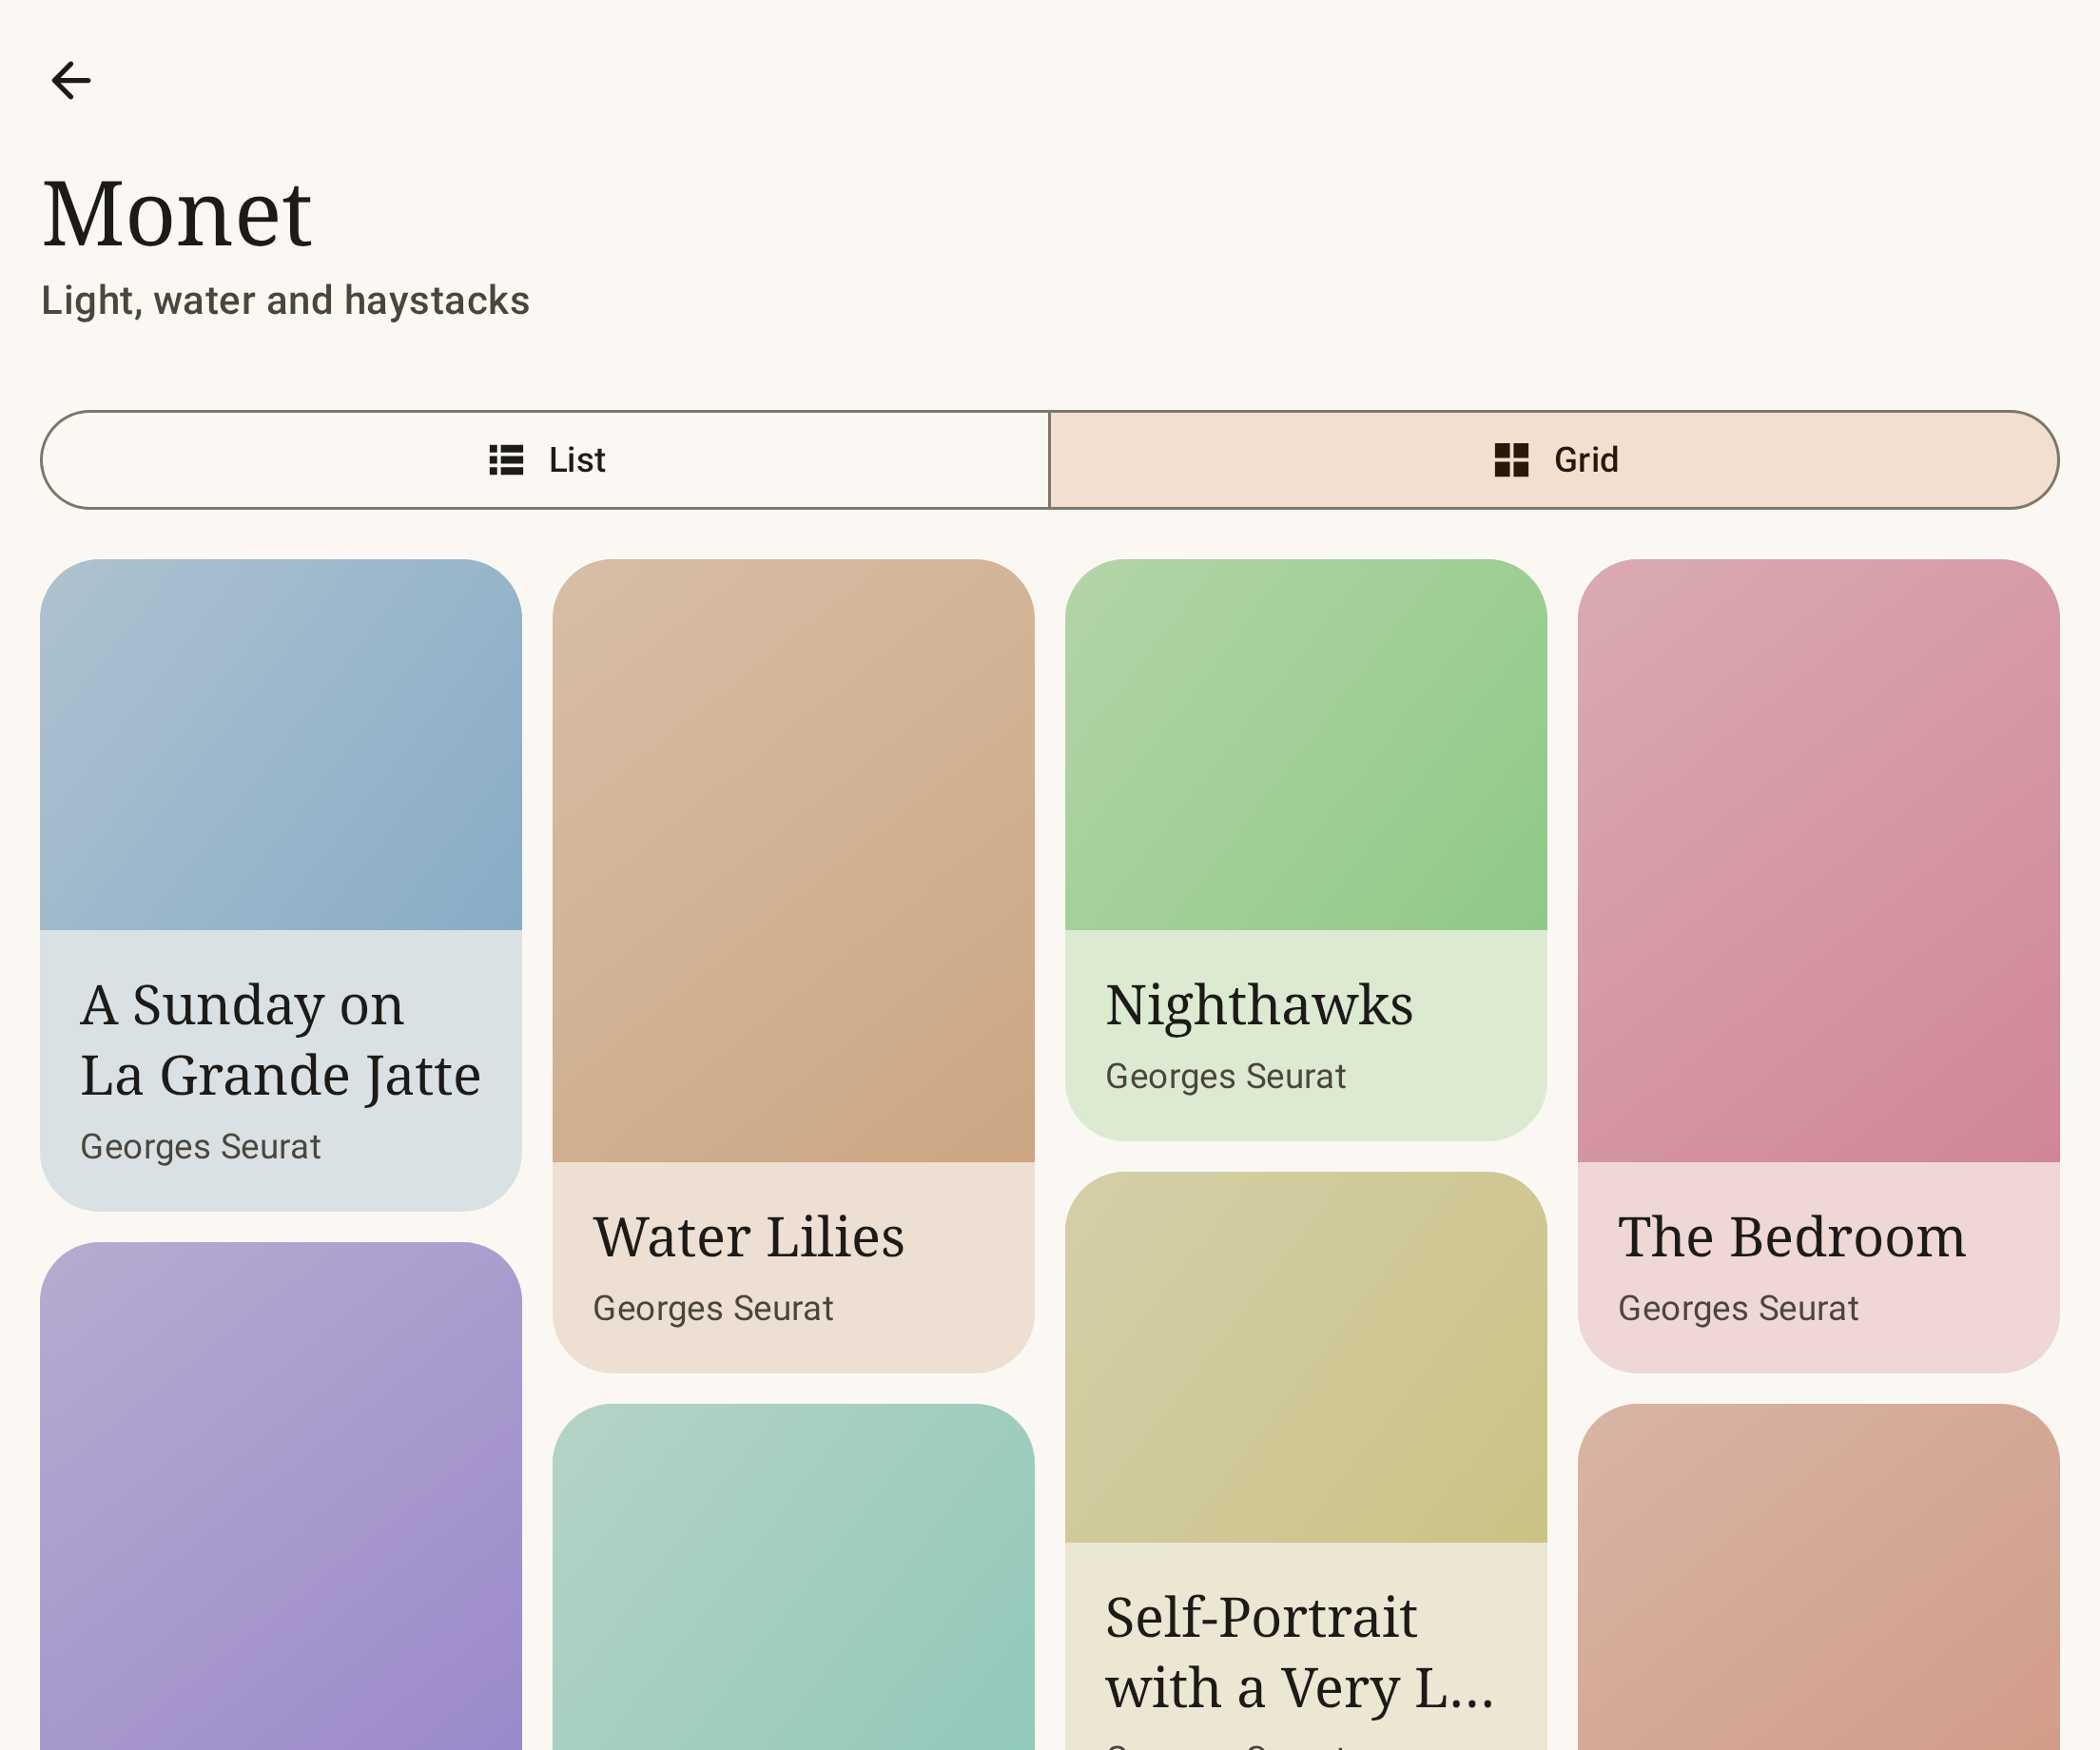 Monet
Light, water and haystacks
List
Grid
A Sunday on
La Grande Jatte
Georges Seurat
Water Lilies
Georges Seurat
Nighthawks
Georges Seurat
The Bedroom
Georges Seurat
Self-Portrait
with a Very L...